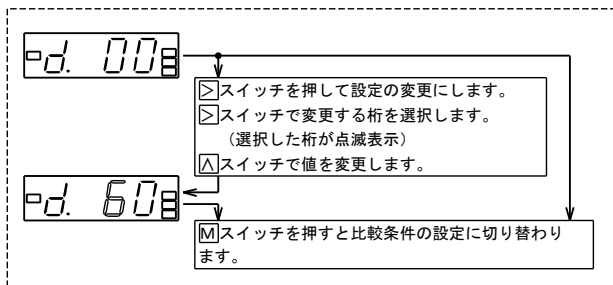 d. 00
>スイッチを押して設定の変更にします。
>スイッチで変更する桁を選択します。
（選択した桁が点滅表示）
∧スイッチで値を変更します。
d. 60
Mスイッチを押すと比較条件の設定に切り替わり
ます。